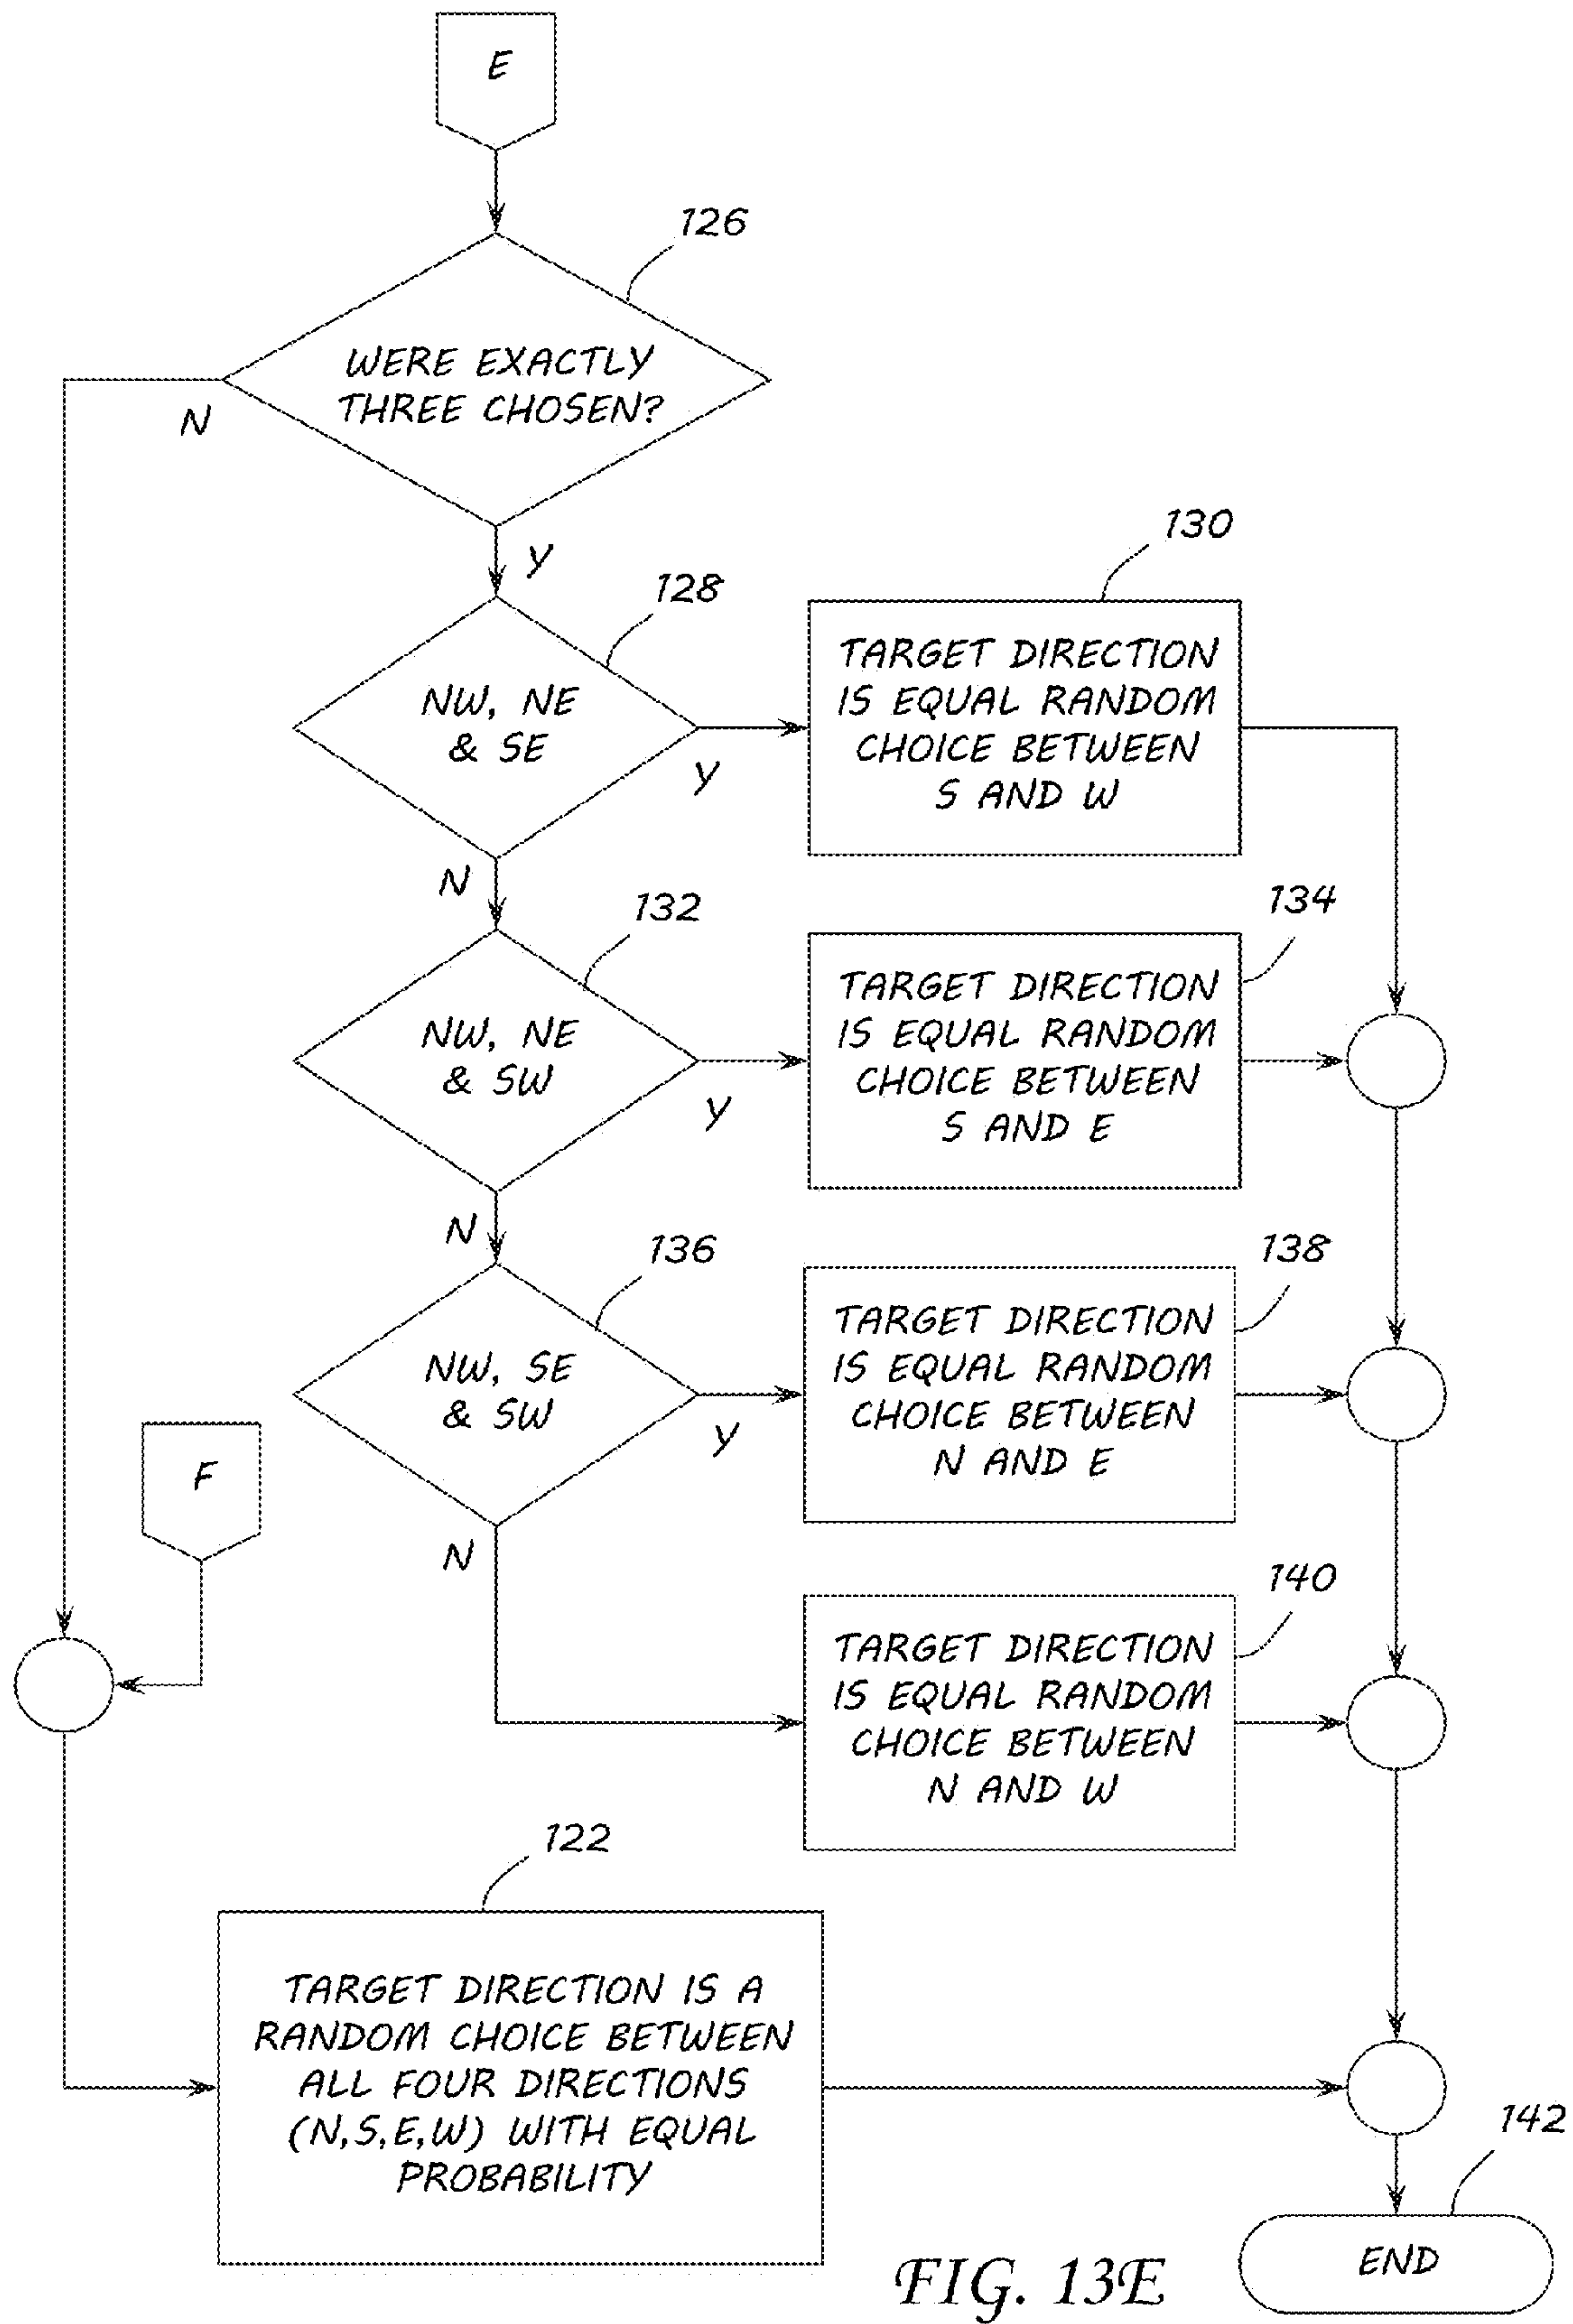 E
126
WERE EXACTLY
THREE CHOSEN?
N
Y
128
130
NW, NE
& SE
Y
TARGET DIRECTION
IS EQUAL RANDOM
CHOICE BETWEEN
S AND W
N
132
134
NW, NE
& SW
Y
TARGET DIRECTION
IS EQUAL RANDOM
CHOICE BETWEEN
S AND E
N
136
138
NW, SE
& SW
Y
TARGET DIRECTION
IS EQUAL RANDOM
CHOICE BETWEEN
N AND E
F
N
140
TARGET DIRECTION
IS EQUAL RANDOM
CHOICE BETWEEN
N AND W
122
TARGET DIRECTION IS A
RANDOM CHOICE BETWEEN
ALL FOUR DIRECTIONS
(N,S,E,W) WITH EQUAL
PROBABILITY
142
END
FIG. 13E